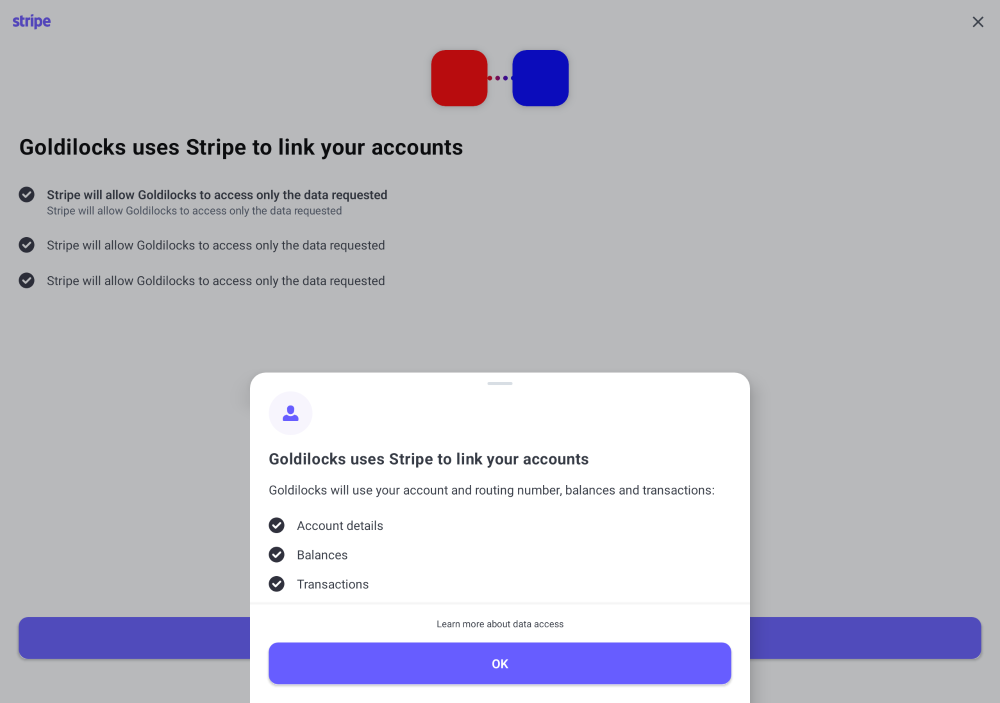 stripe
Goldilocks uses Stripe to link your accounts
Stripe will allow Goldilocks to access only the data requested
Stripe will allow Goldilocks to access only the data requested
Stripe will allow Goldilocks to access only the data requested
Stripe will allow Goldilocks to access only the data requested
Goldilocks uses Stripe to link your accounts
Goldilocks will use your account and routing number, balances and transactions:
Account details
Balances
Transactions
Learn more about data access
OK